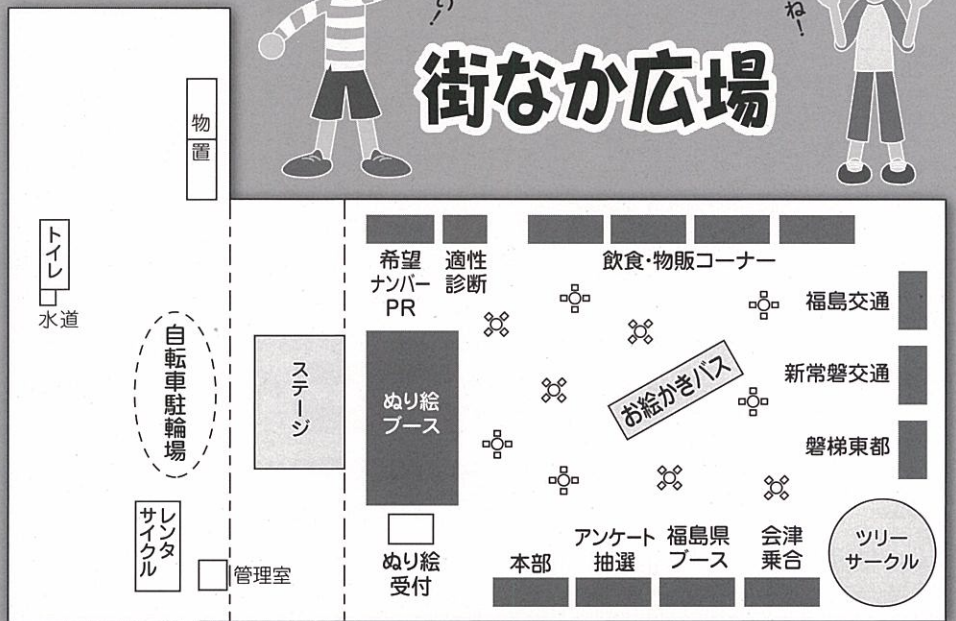 り!
ね!
街なか広場
物置
トイレ
水道
自転車駐輪場
レンタ
サイクル
管理室
ステージ
希望
ナンバー
PR
適性
診断
飲食・物販コーナー
ぬり絵
ブース
ぬり絵
受付
お絵かきバス
福島交通
新常磐交通
磐梯東都
本部
アンケート
抽選
福島県
ブース
会津
乗合
ツリー
サークル